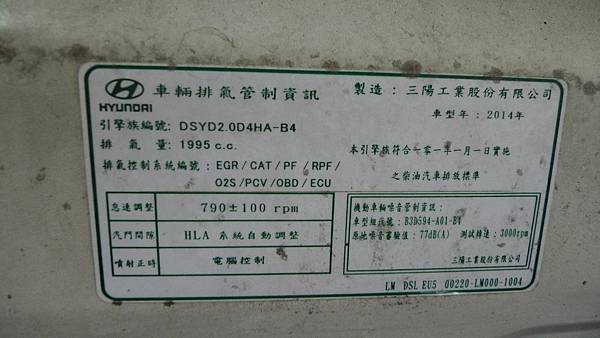 HYUNDAI 車輛排氣管制資訊 製造：三陽工業股份有限公司
車型年：2014年
引擎族編號：DSYD2.0D4HA-B4
排氣量：1995 c.c.
本引擎族符合一零一年一月一日實施
排氣控制系統編號：EGR/CAT/PF/RPF/
O2S/PCV/OBD/ECU
之柴油汽車排放標準
怠速調整 790±100 rpm
汽門間隙 HLA 系統自動調整
噴射正時 電腦控制
機動車輛噪音管制資訊：
車型組代號：B3D594-A01-B4
原地噪音審驗值：77dB(A) 測試轉速：3000rpm
三陽工業股份有限公司
LM DSL EU5 00220-LM000-1004